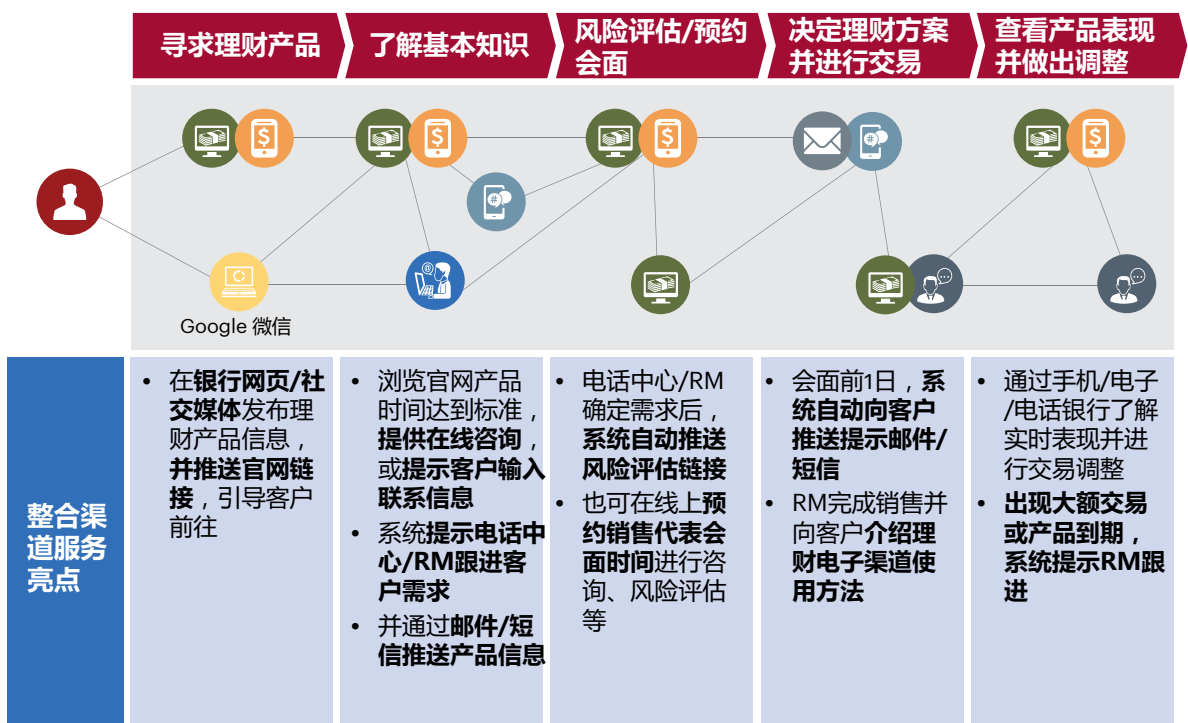 寻求理财产品
了解基本知识
风险评估/预约
会面
决定理财方案
并进行交易
查看产品表现
并做出调整
$
$
#
@
$
#
$
Google 微信
整合渠
道服务
亮点
• 在银行网页/社
交媒体发布理
财产品信息，
并推送官网链
接，引导客户
前往
• 浏览官网产品
时间达到标准，
提供在线咨询，
或提示客户输入
联系信息
• 系统提示电话中
心/RM跟进客
户需求
• 并通过邮件/短
信推送产品信息
• 电话中心/RM
确定需求后，
系统自动推送
风险评估链接
• 也可在线上预
约销售代表会
面时间进行咨
询、风险评估
等
• 会面前1日，系
统自动向客户
推送提示邮件/
短信
• RM完成销售并
向客户介绍理
财电子渠道使
用方法
• 通过手机/电子
/电话银行了解
实时表现并进
行交易调整
• 出现大额交易
或产品到期，
系统提示RM跟
进